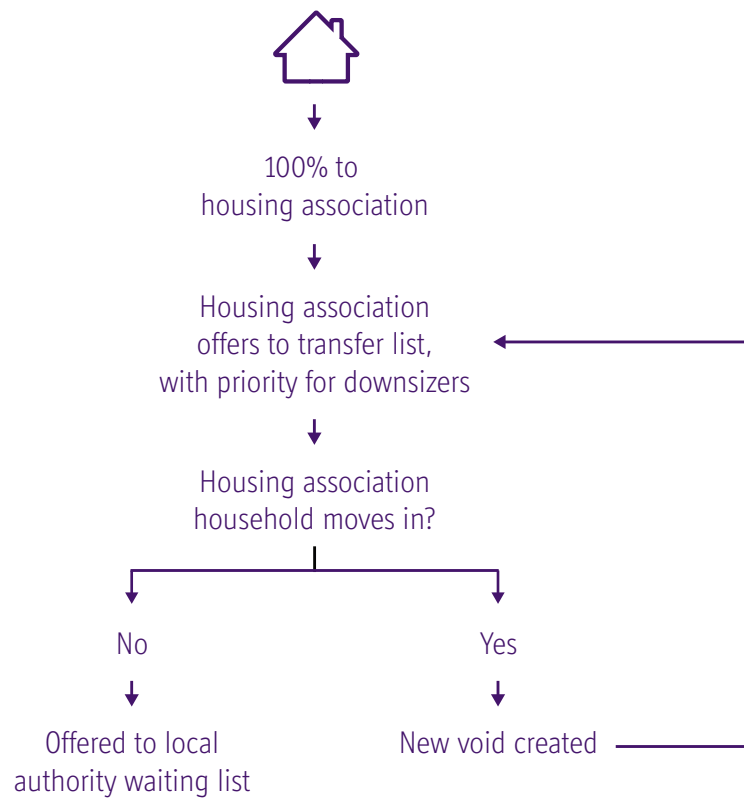 100% to
housing association
Housing association
offers to transfer list,
with priority for downsizers
Housing association
household moves in?
No
Yes
Offered to local
authority waiting list
New void created